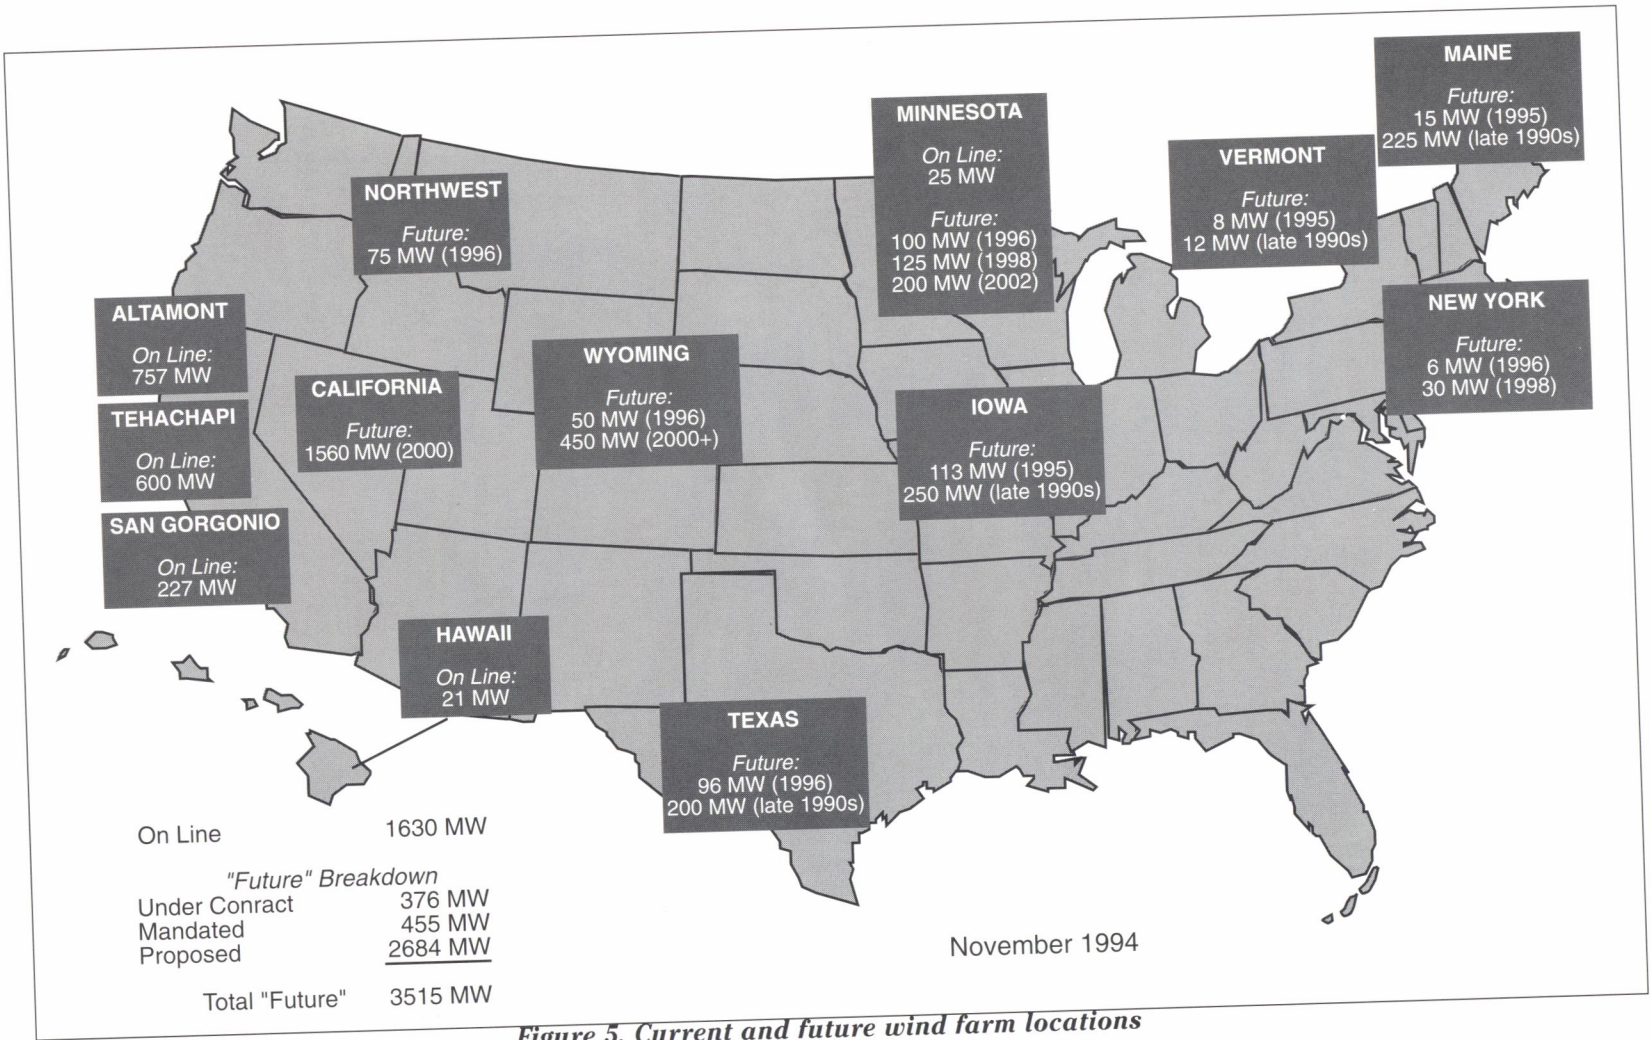 MAINE
Future:
15 MW (1995)
225 MW (late 1990s)
MINNESOTA
On Line:
25 MW
Future:
100 MW (1996)
125 MW (1998)
200 MW (2002)
VERMONT
Future:
8 MW (1995)
12 MW (late 1990s)
NORTHWEST
Future:
75 MW (1996)
NEW YORK
Future:
6 MW (1996)
30 MW (1998)
ALTAMONT
On Line:
757 MW
WYOMING
Future:
50 MW (1996)
450 MW (2000+)
CALIFORNIA
Future:
1560 MW (2000)
IOWA
Future:
113 MW (1995)
250 MW (late 1990s)
TEHACHAPI
On Line:
600 MW
SAN GORGONIO
On Line:
227 MW
HAWAII
On Line:
21 MW
TEXAS
Future:
96 MW (1996)
200 MW (late 1990s)
On Line 1630 MW
"Future" Breakdown
Under Conract 376 MW
Mandated 455 MW
Proposed 2684 MW
Total "Future" 3515 MW
November 1994
Figure 5. Current and future wind farm locations